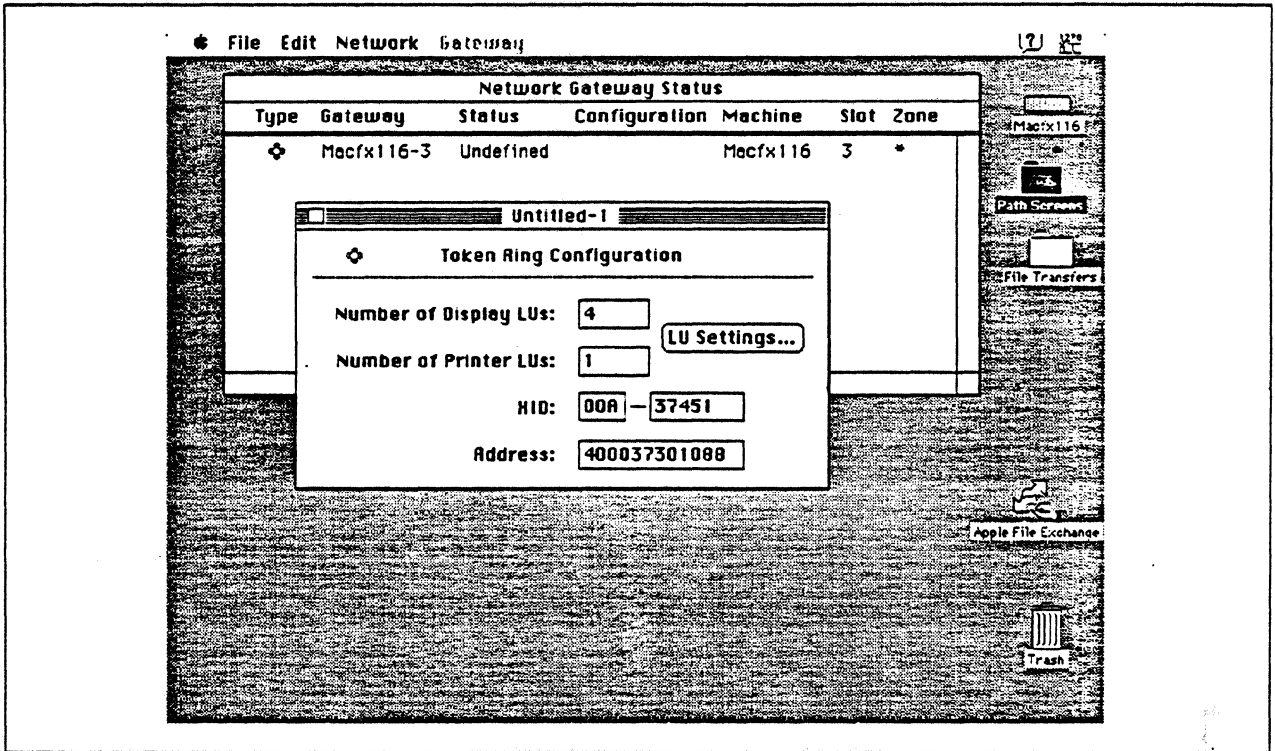 File Edit Network Gateway
Network Gateway Status
Type Gateway Status Configuration Machine Slot Zone
Macfx116-3 Undefined Macfx116 3 *
Macfx116
Path Screens
File Transfers
Untitled-1
Token Ring Configuration
Number of Display LUs: 4
LU Settings...
Number of Printer LUs: 1
XID: 00A — 37451
Address: 400037301088
Apple File Exchange
Trash